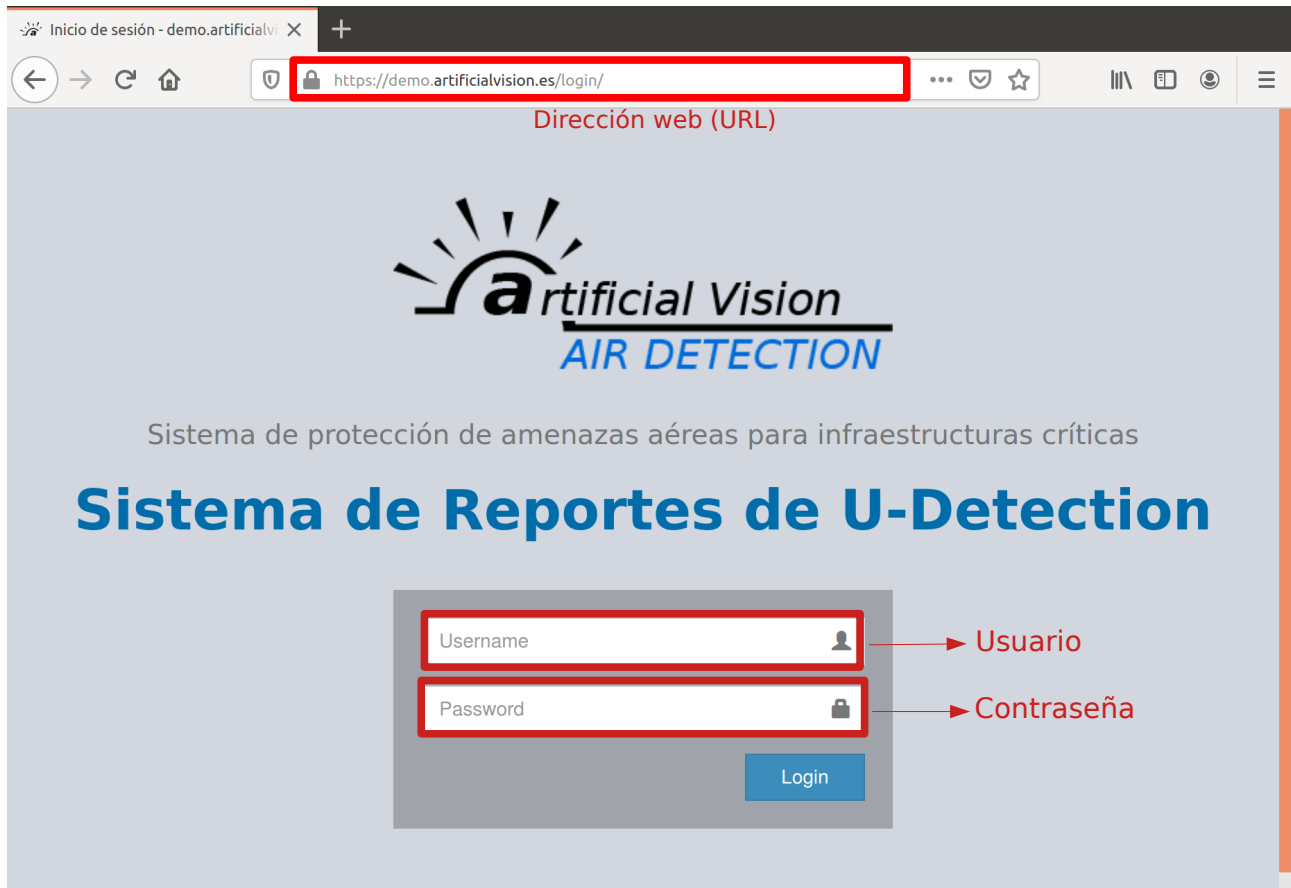 Inicio de sesión - demo.artificialvi
https://demo.artificialvision.es/login/
Dirección web (URL)
artificial Vision
AIR DETECTION
Sistema de protección de amenazas aéreas para infraestructuras críticas
Sistema de Reportes de U-Detection
Username
Usuario
Password
Contraseña
Login